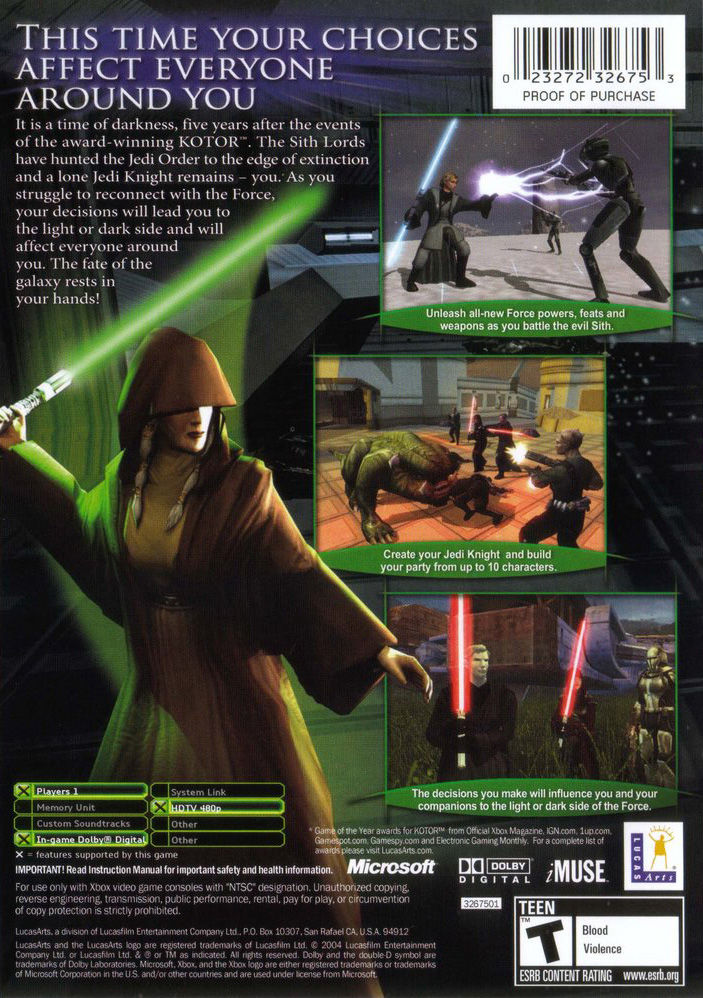 THIS TIME YOUR CHOICES
AFFECT EVERYONE
AROUND YOU
It is a time of darkness, five years after the events
of the award-winning KOTOR™. The Sith Lords
have hunted the Jedi Order to the edge of extinction
and a lone Jedi Knight remains – you.* As you
struggle to reconnect with the Force,
your decisions will lead you to
the light or dark side and will
affect everyone around
you. The fate of the
galaxy rests in
your hands!
0 23272 32675 3
PROOF OF PURCHASE
Unleash all-new Force powers, feats and
weapons as you battle the evil Sith.
Create your Jedi Knight and build
your party from up to 10 characters.
The decisions you make will influence you and your
companions to the light or dark side of the Force.
Players 1
Memory Unit
Custom Soundtracks
In-game Dolby® Digital
System Link
HDTV 480p
Other
Other
X = features supported by this game
* Game of the Year awards for KOTOR™ from Official Xbox Magazine, IGN.com, 1up.com,
Gamespot.com, Gamespy.com and Electronic Gaming Monthly. For a complete list of
awards please visit LucasArts.com.
IMPORTANT! Read Instruction Manual for important safety and health information.
For use only with Xbox video game consoles with "NTSC" designation. Unauthorized copying,
reverse engineering, transmission, public performance, rental, pay for play, or circumvention
of copy protection is strictly prohibited.
Microsoft
DOLBY
DIGITAL
iMUSE
LUCAS Arts
3267501
LucasArts, a division of Lucasfilm Entertainment Company Ltd., P.O. Box 10307, San Rafael CA, U.S.A. 94912
LucasArts and the LucasArts logo are registered trademarks of Lucasfilm Ltd. © 2004 Lucasfilm Entertainment
Company Ltd. or Lucasfilm Ltd. & ® or TM as indicated. All rights reserved. Dolby and the double-D symbol are
trademarks of Dolby Laboratories. Microsoft, Xbox, and the Xbox logo are either registered trademarks or trademarks
of Microsoft Corporation in the U.S. and/or other countries and are used under license from Microsoft.
TEEN
T
Blood
Violence
ESRB CONTENT RATING www.esrb.org